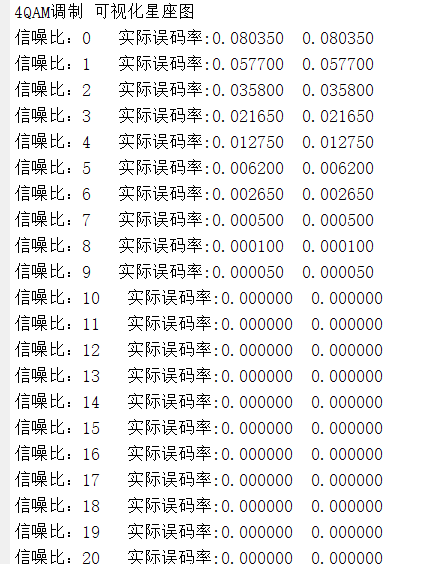 4QAM调制 可视化星座图
信噪比：0   实际误码率:0.080350  0.080350
信噪比：1   实际误码率:0.057700  0.057700
信噪比：2   实际误码率:0.035800  0.035800
信噪比：3   实际误码率:0.021650  0.021650
信噪比：4   实际误码率:0.012750  0.012750
信噪比：5   实际误码率:0.006200  0.006200
信噪比：6   实际误码率:0.002650  0.002650
信噪比：7   实际误码率:0.000500  0.000500
信噪比：8   实际误码率:0.000100  0.000100
信噪比：9   实际误码率:0.000050  0.000050
信噪比：10   实际误码率:0.000000  0.000000
信噪比：11   实际误码率:0.000000  0.000000
信噪比：12   实际误码率:0.000000  0.000000
信噪比：13   实际误码率:0.000000  0.000000
信噪比：14   实际误码率:0.000000  0.000000
信噪比：15   实际误码率:0.000000  0.000000
信噪比：16   实际误码率:0.000000  0.000000
信噪比：17   实际误码率:0.000000  0.000000
信噪比：18   实际误码率:0.000000  0.000000
信噪比：19   实际误码率:0.000000  0.000000
信噪比：20   实际误码率:0.000000  0.000000